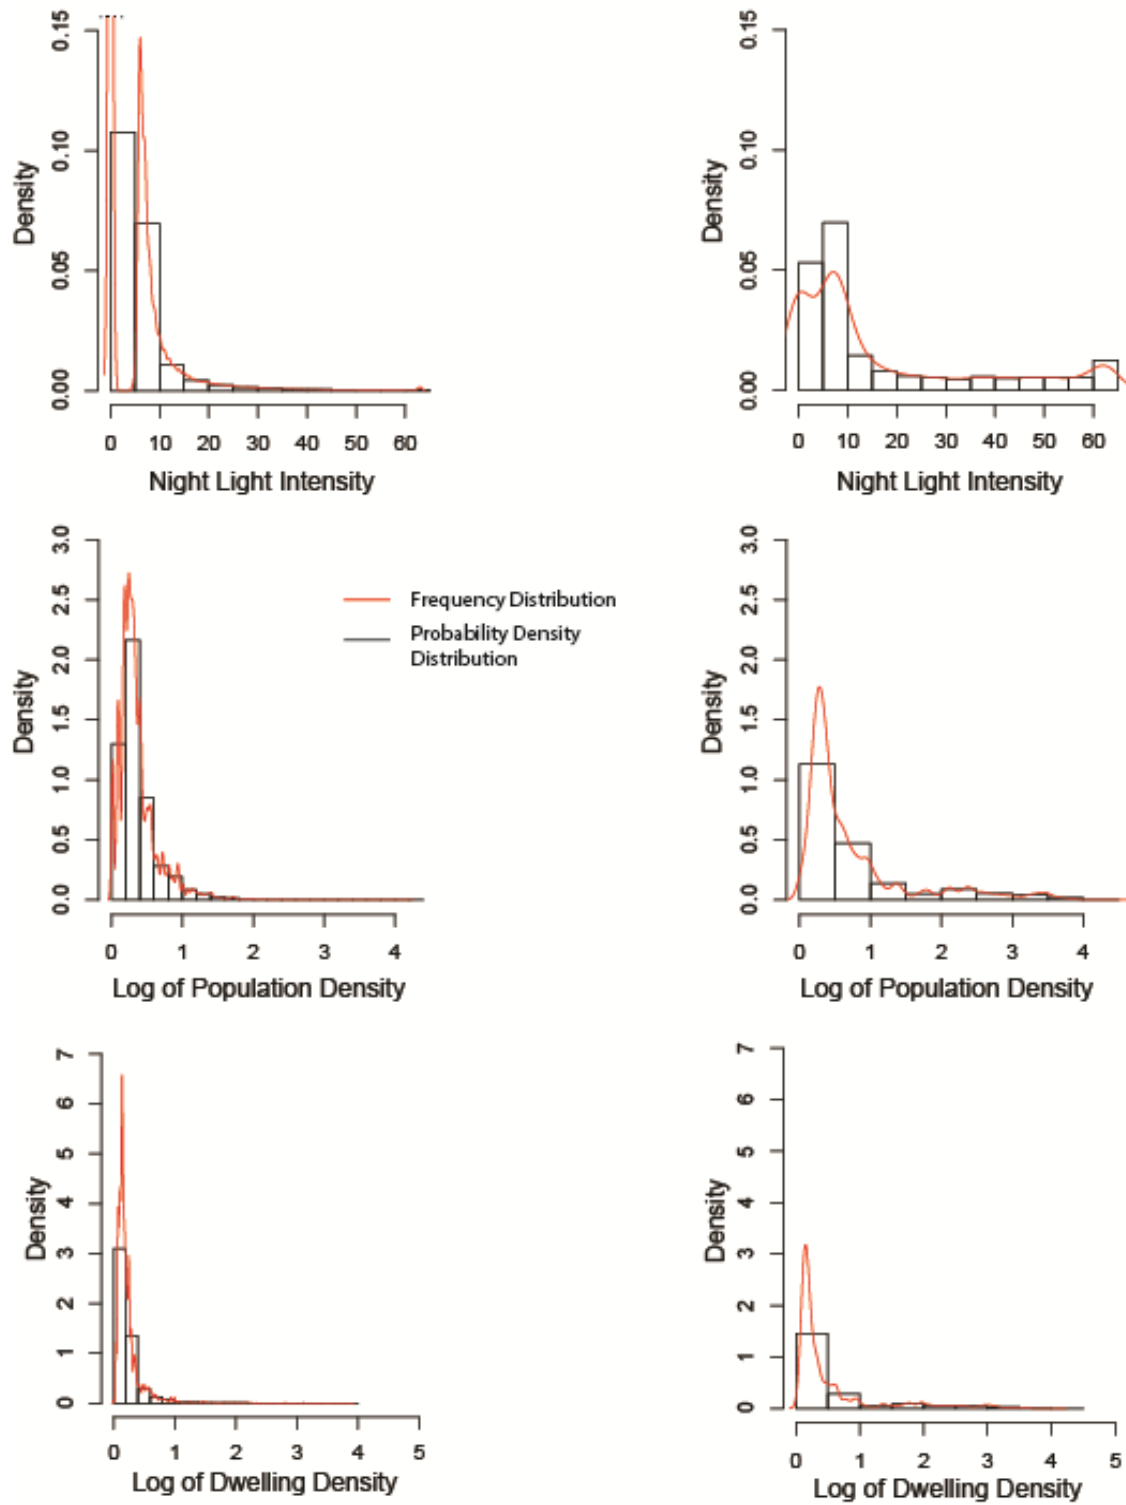 0.15
0.10
0.05
0.00
Density
0 10 20 30 40 50 60
Night Light Intensity
0.15
0.10
0.05
0.00
Density
0 10 20 30 40 50 60
Night Light Intensity
3.0
2.5
2.0
1.5
1.0
0.5
0.0
Density
0 1 2 3 4
Log of Population Density
Frequency Distribution
Probability Density
Distribution
3.0
2.5
2.0
1.5
1.0
0.5
0.0
Density
0 1 2 3 4
Log of Population Density
7
6
5
4
3
2
1
0
Density
0 1 2 3 4 5
Log of Dwelling Density
7
6
5
4
3
2
1
0
Density
0 1 2 3 4 5
Log of Dwelling Density